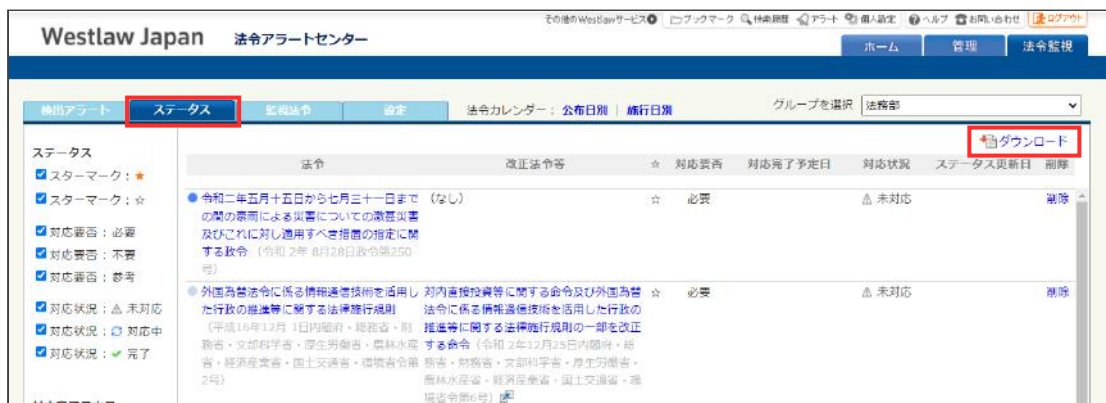 その他のWestlawサービス ブックマーク 検索履歴 アラート 個人設定 ヘルプ お問い合わせ ログアウト
Westlaw Japan 法令アラートセンター
ホーム 管理 法令監視
検出アラート ステータス 監視法令 設定 法令カレンダー： 公布日別 | 施行日別 グループを選択 法務部
ダウンロード
ステータス
法令 改正法令等 ☆ 対応要否 対応完了予定日 対応状況 ステータス更新日 削除
スターマーク：★
スターマーク：☆
対応要否：必要
対応要否：不要
対応要否：参考
対応状況：⚠ 未対応
対応状況： 対応中
対応状況：✔ 完了
令和二年五月十五日から七月三十一日まで
の間の豪雨による災害についての激甚災害
及びこれに対し適用すべき措置の指定に関
する政令（令和 2年 8月28日政令第250
号）
（なし） ☆ 必要 ⚠ 未対応 削除
外国為替法令に係る情報通信技術を活用し
た行政の推進等に関する法律施行規則
（平成16年12月 1日内閣府・総務省・財
務省・文部科学省・厚生労働省・農林水産
省・経済産業省・国土交通省・環境省令第
2号）
対内直接投資等に関する命令及び外国為替
法令に係る情報通信技術を活用した行政の
推進等に関する法律施行規則の一部を改正
する命令（令和 2年12月25日内閣府・総
務省・財務省・文部科学省・厚生労働省・
農林水産省・経済産業省・国土交通省・環
境省令第6号）
☆ 必要 ⚠ 未対応 削除